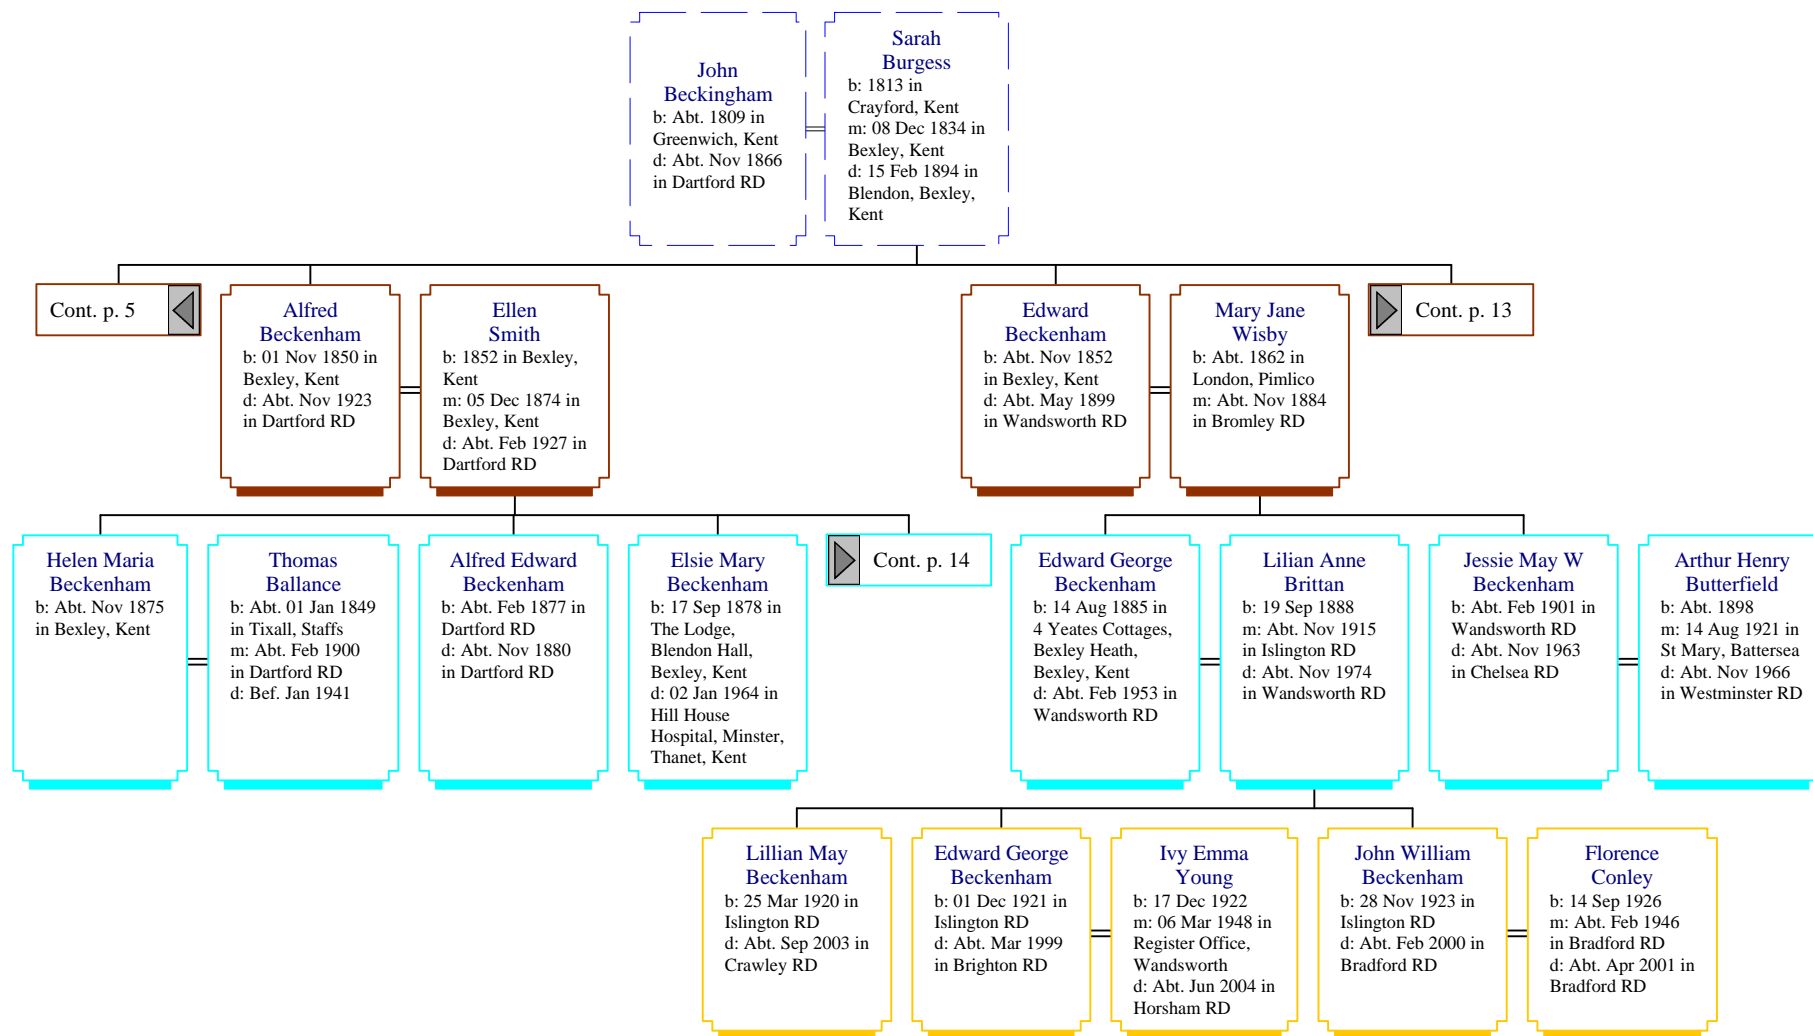 John
Beckingham
b: Abt. 1809 in
Greenwich, Kent
d: Abt. Nov 1866
in Dartford RD
Sarah
Burgess
b: 1813 in
Crayford, Kent
m: 08 Dec 1834 in
Bexley, Kent
d: 15 Feb 1894 in
Blendon, Bexley,
Kent
Cont. p. 5
Alfred
Beckenham
b: 01 Nov 1850 in
Bexley, Kent
d: Abt. Nov 1923
in Dartford RD
Ellen
Smith
b: 1852 in Bexley,
Kent
m: 05 Dec 1874 in
Bexley, Kent
d: Abt. Feb 1927 in
Dartford RD
Edward
Beckenham
b: Abt. Nov 1852
in Bexley, Kent
d: Abt. May 1899
in Wandsworth RD
Mary Jane
Wisby
b: Abt. 1862 in
London, Pimlico
m: Abt. Nov 1884
in Bromley RD
Cont. p. 13
Helen Maria
Beckenham
b: Abt. Nov 1875
in Bexley, Kent
Thomas
Ballance
b: Abt. 01 Jan 1849
in Tixall, Staffs
m: Abt. Feb 1900
in Dartford RD
d: Bef. Jan 1941
Alfred Edward
Beckenham
b: Abt. Feb 1877 in
Dartford RD
d: Abt. Nov 1880
in Dartford RD
Elsie Mary
Beckenham
b: 17 Sep 1878 in
The Lodge,
Blendon Hall,
Bexley, Kent
d: 02 Jan 1964 in
Hill House
Hospital, Minster,
Thanet, Kent
Cont. p. 14
Edward George
Beckenham
b: 14 Aug 1885 in
4 Yeates Cottages,
Bexley Heath,
Bexley, Kent
d: Abt. Feb 1953 in
Wandsworth RD
Lilian Anne
Brittan
b: 19 Sep 1888
m: Abt. Nov 1915
in Islington RD
d: Abt. Nov 1974
in Wandsworth RD
Jessie May W
Beckenham
b: Abt. Feb 1901 in
Wandsworth RD
d: Abt. Nov 1963
in Chelsea RD
Arthur Henry
Butterfield
b: Abt. 1898
m: 14 Aug 1921 in
St Mary, Battersea
d: Abt. Nov 1966
in Westminster RD
Lillian May
Beckenham
b: 25 Mar 1920 in
Islington RD
d: Abt. Sep 2003 in
Crawley RD
Edward George
Beckenham
b: 01 Dec 1921 in
Islington RD
d: Abt. Mar 1999
in Brighton RD
Ivy Emma
Young
b: 17 Dec 1922
m: 06 Mar 1948 in
Register Office,
Wandsworth
d: Abt. Jun 2004 in
Horsham RD
John William
Beckenham
b: 28 Nov 1923 in
Islington RD
d: Abt. Feb 2000 in
Bradford RD
Florence
Conley
b: 14 Sep 1926
m: Abt. Feb 1946
in Bradford RD
d: Abt. Apr 2001 in
Bradford RD